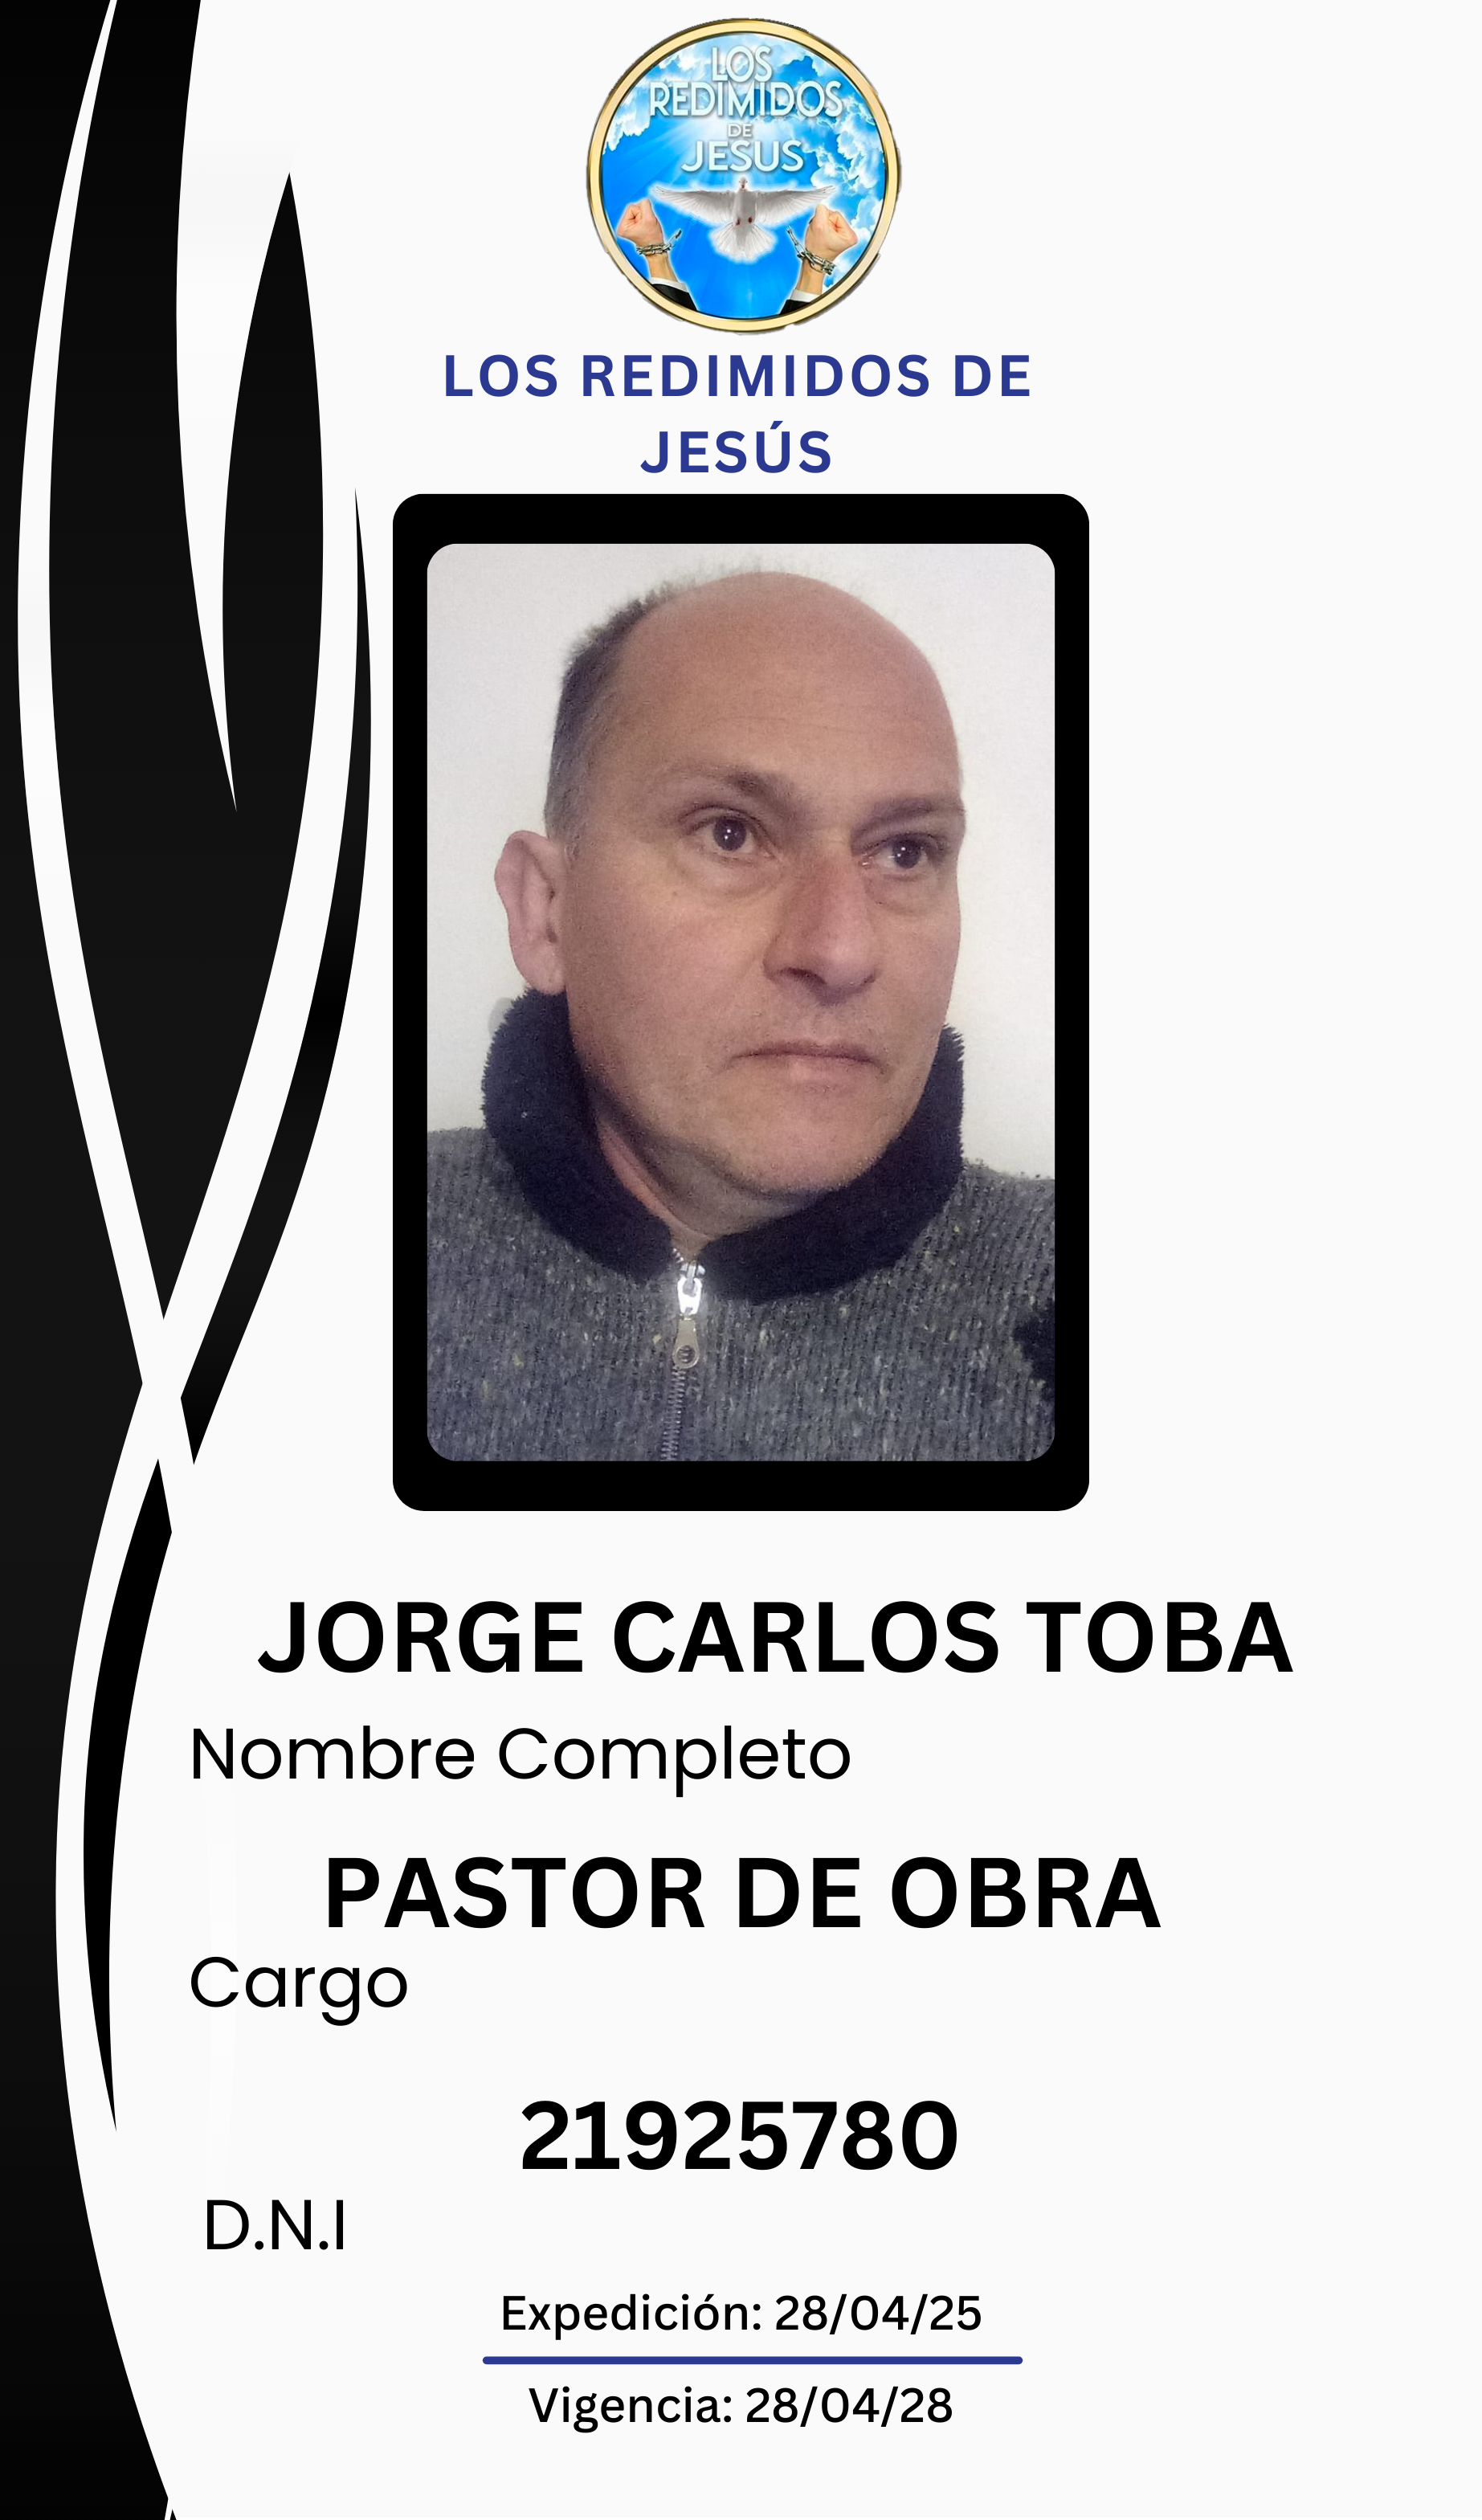 LOS
REDIMIDOS
DE
JESUS
LOS REDIMIDOS DE
JESÚS
JORGE CARLOS TOBA
Nombre Completo
PASTOR DE OBRA
Cargo
21925780
D.N.I
Expedición: 28/04/25
Vigencia: 28/04/28